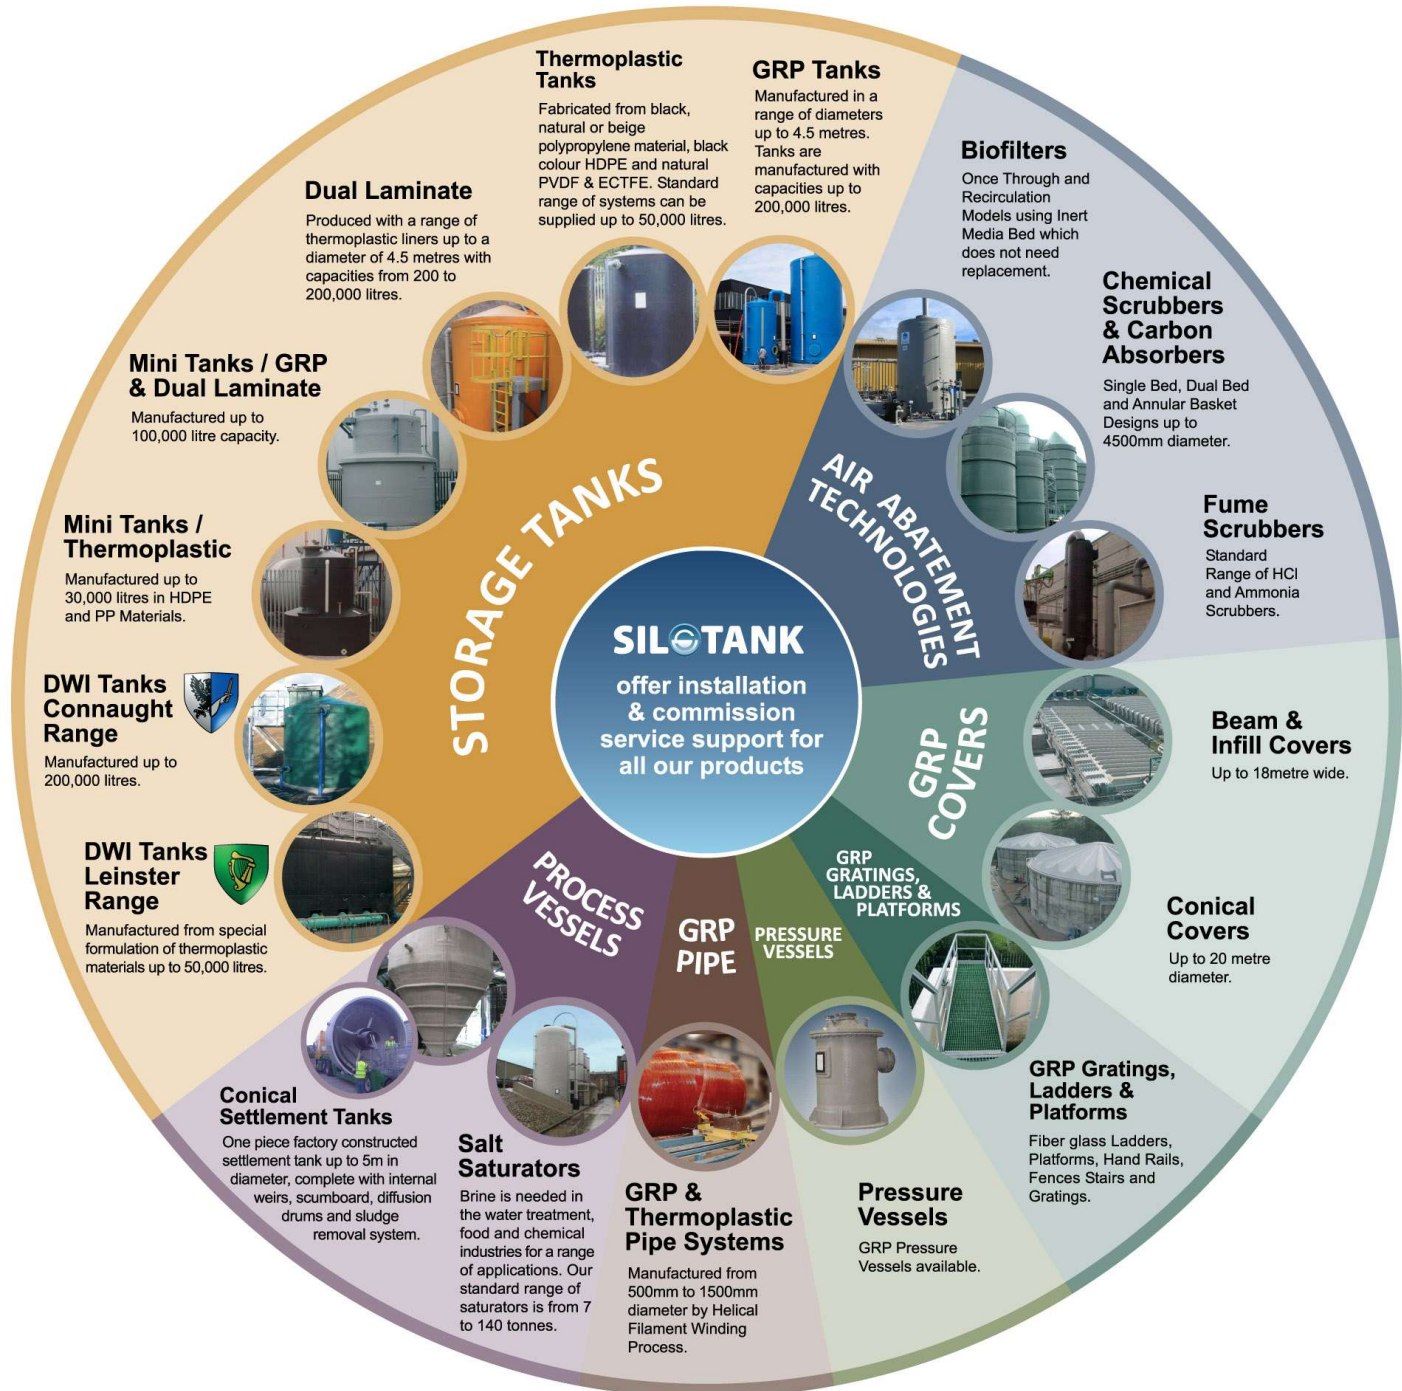 Thermoplastic
Tanks
Fabricated from black,
natural or beige
polypropylene material, black
colour HDPE and natural
PVDF & ECTFE. Standard
range of systems can be
supplied up to 50,000 litres.
GRP Tanks
Manufactured in a
range of diameters
up to 4.5 metres.
Tanks are
manufactured with
capacities up to
200,000 litres.
Dual Laminate
Produced with a range of
thermoplastic liners up to a
diameter of 4.5 metres with
capacities from 200 to
200,000 litres.
Mini Tanks / GRP
& Dual Laminate
Manufactured up to
100,000 litre capacity.
Mini Tanks /
Thermoplastic
Manufactured up to
30,000 litres in HDPE
and PP Materials.
DWI Tanks
Connaught
Range
Manufactured up to
200,000 litres.
DWI Tanks
Leinster
Range
Manufactured from special
formulation of thermoplastic
materials up to 50,000 litres.
STORAGE TANKS
Biofilters
Once Through and
Recirculation
Models using Inert
Media Bed which
does not need
replacement.
Chemical
Scrubbers
& Carbon
Absorbers
Single Bed, Dual Bed
and Annular Basket
Designs up to
4500mm diameter.
Fume
Scrubbers
Standard
Range of HCl
and Ammonia
Scrubbers.
AIR ABATEMENT
TECHNOLOGIES
SILOTANK
offer installation
& commission
service support for
all our products
GRP
COVERS
Beam &
Infill Covers
Up to 18metre wide.
Conical
Covers
Up to 20 metre
diameter.
GRP
GRATINGS,
LADDERS &
PLATFORMS
GRP Gratings,
Ladders &
Platforms
Fiber glass Ladders,
Platforms, Hand Rails,
Fences Stairs and
Gratings.
PRESSURE
VESSELS
Pressure
Vessels
GRP Pressure
Vessels available.
GRP
PIPE
GRP &
Thermoplastic
Pipe Systems
Manufactured from
500mm to 1500mm
diameter by Helical
Filament Winding
Process.
PROCESS
VESSELS
Conical
Settlement Tanks
One piece factory constructed
settlement tank up to 5m in
diameter, complete with internal
weirs, scumboard, diffusion
drums and sludge
removal system.
Salt
Saturators
Brine is needed in
the water treatment,
food and chemical
industries for a range
of applications. Our
standard range of
saturators is from 7
to 140 tonnes.